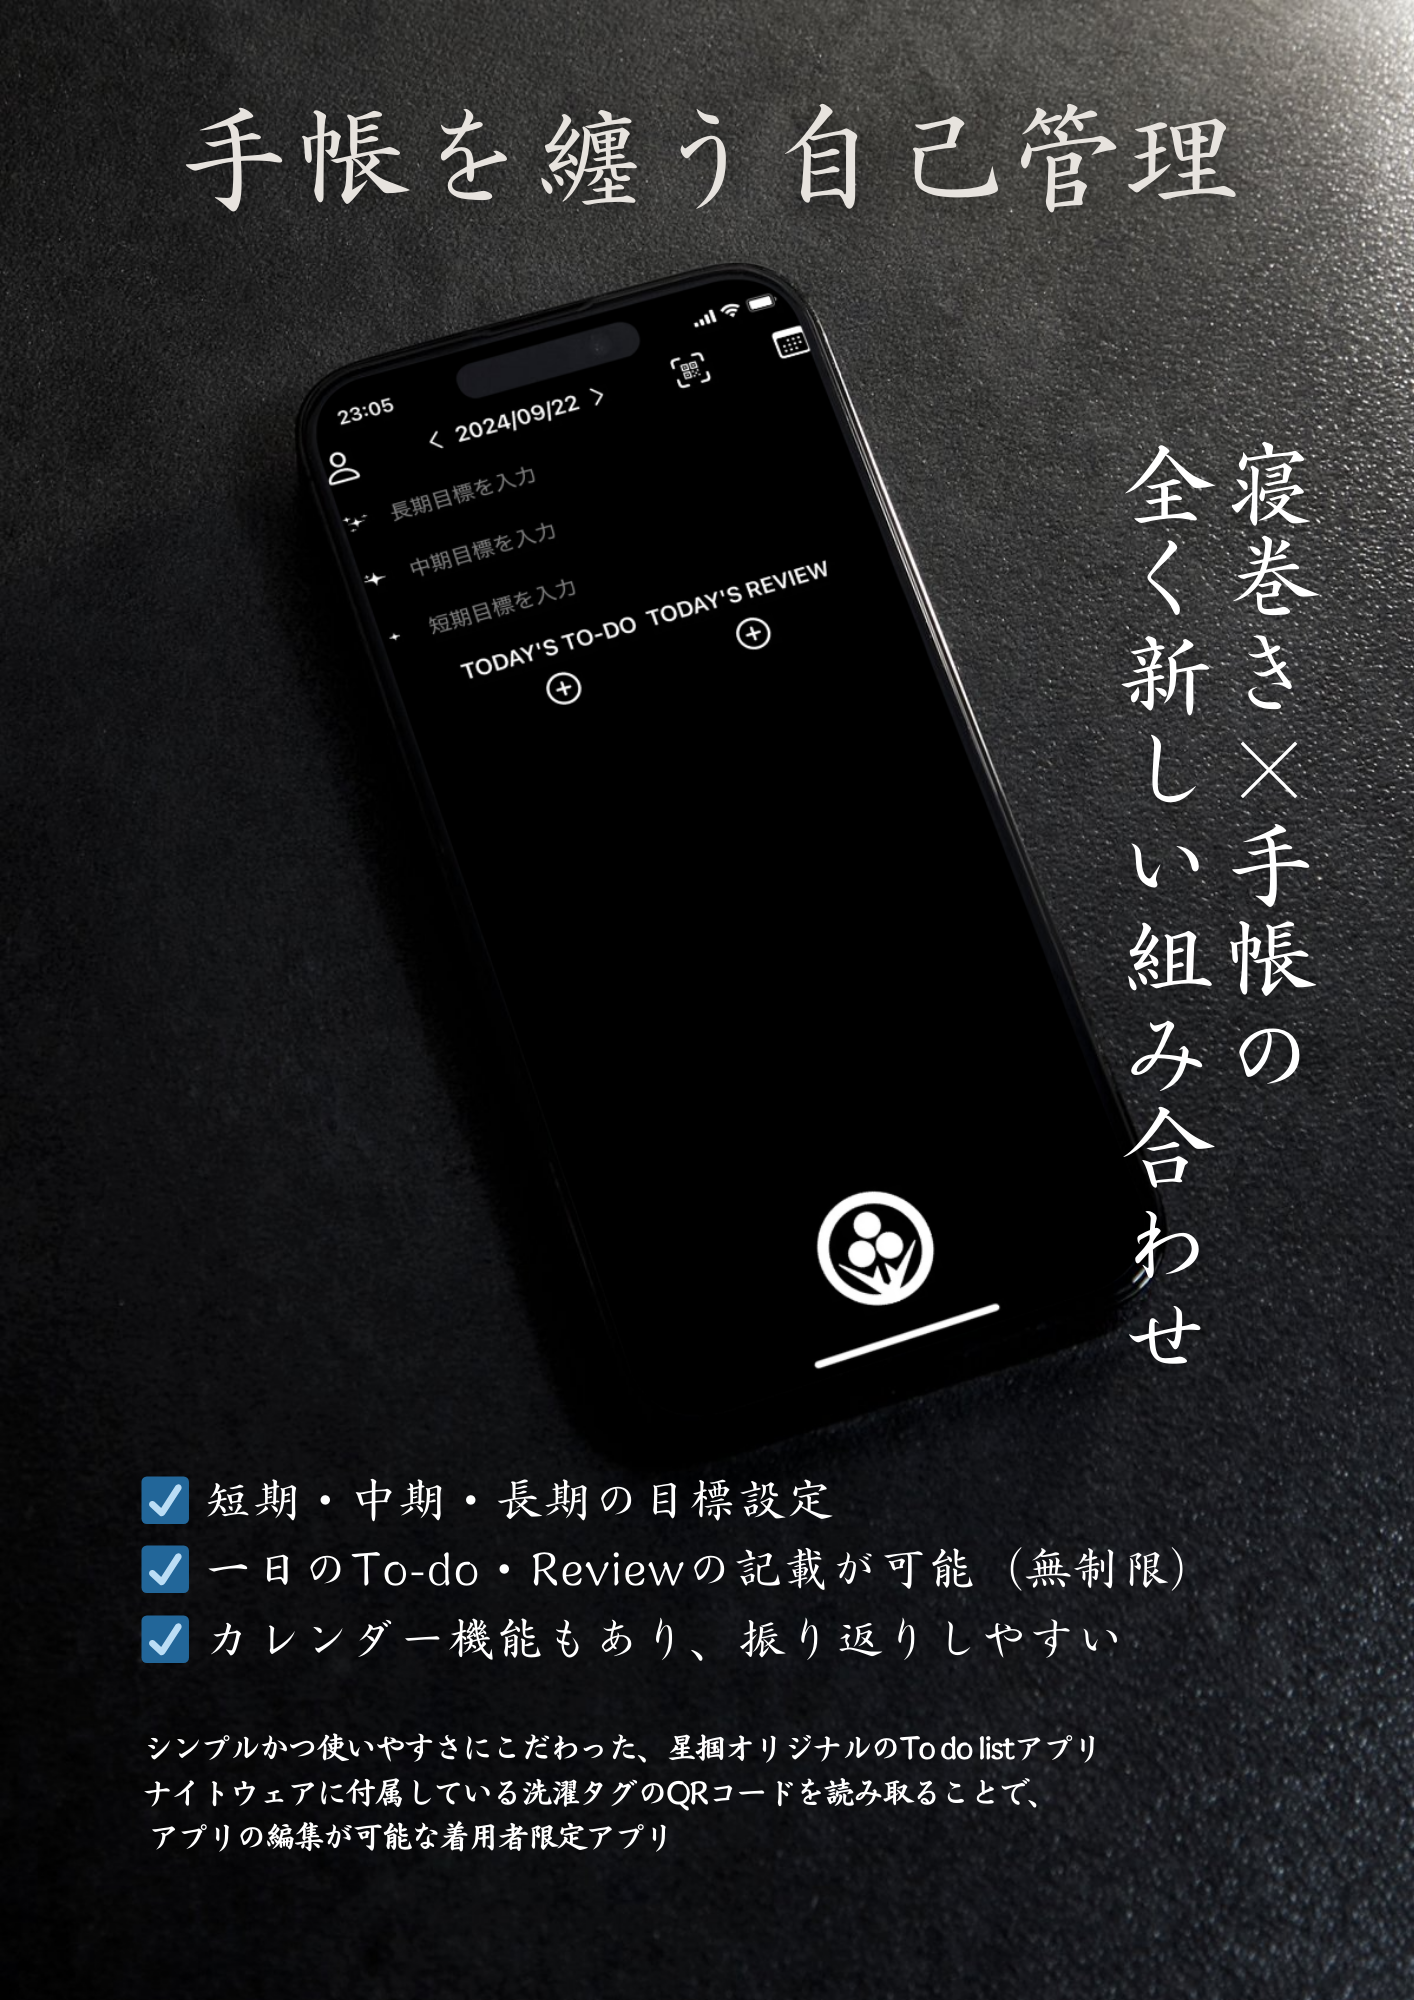 手帳を纏う自己管理
23:05
2024/09/22
長期目標を入力
中期目標を入力
短期目標を入力
TODAY'S TO-DO
TODAY'S REVIEW
寝巻き×手帳の
全く新しい組み合わせ
短期・中期・長期の目標設定
一日のTo-do・Reviewの記載が可能（無制限）
カレンダー機能もあり、振り返りしやすい
シンプルかつ使いやすさにこだわった、星掴オリジナルのTo do listアプリ
ナイトウェアに付属している洗濯タグのQRコードを読み取ることで、
アプリの編集が可能な着用者限定アプリ